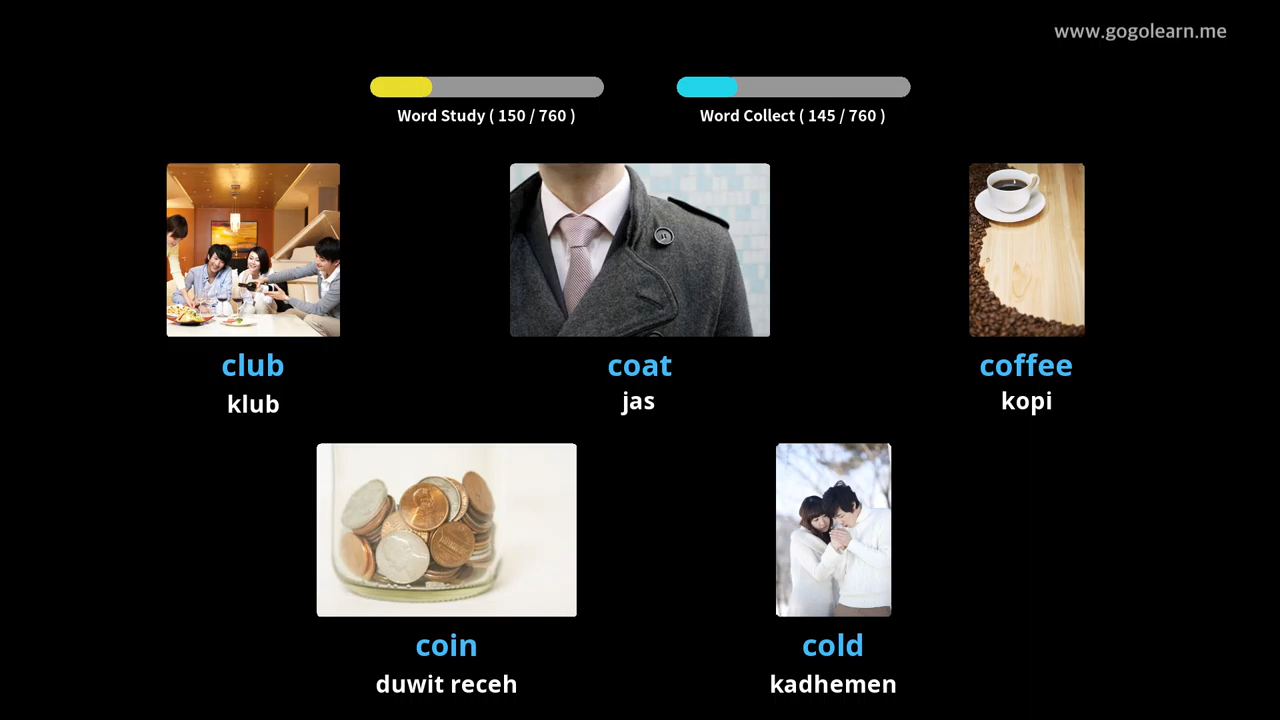 www.gogolearn.me
Word Study ( 150 / 760 )
Word Collect ( 145 / 760 )
club
klub
coat
jas
coffee
kopi
coin
duwit receh
cold
kadhemen